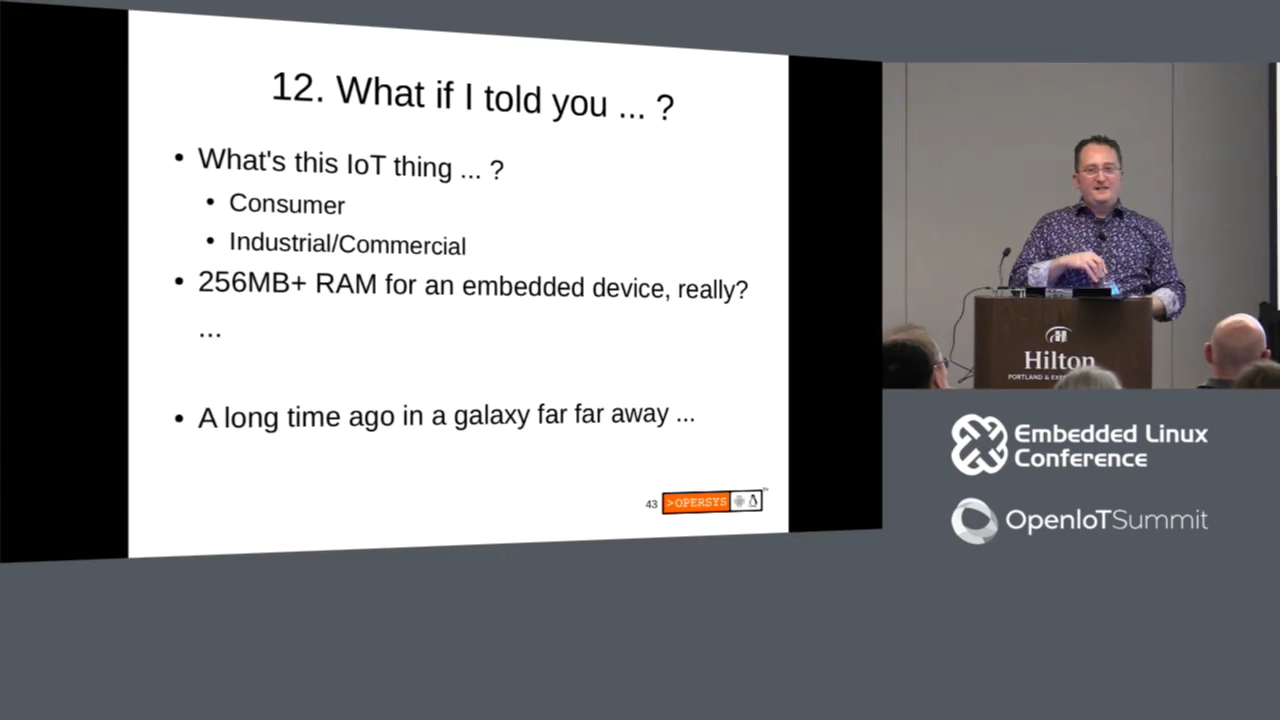 12. What if I told you ... ?
• What's this IoT thing ... ?
• Consumer
• Industrial/Commercial
• 256MB+ RAM for an embedded device, really?
...
• A long time ago in a galaxy far far away ...
43
>OPERSYS
Hilton
PORTLAND &
Embedded Linux
Conference
OpenIoTSummit